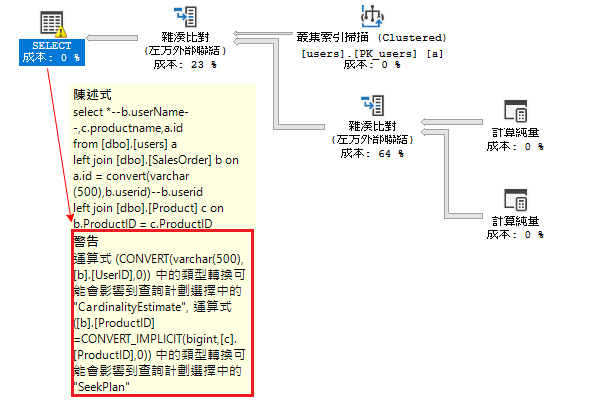 SELECT
成本: 0 %
雜湊比對
(左方外部聯結)
成本: 23 %
叢集索引掃描 (Clustered)
[users].[PK_users] [a]
成本: 0 %
雜湊比對
(左方外部聯結)
成本: 64 %
計算純量
成本: 0 %
計算純量
成本: 0 %
陳述式
select *--b.userName-
-,c.productname,a.id
from [dbo].[users] a
left join [dbo].[SalesOrder] b on
a.id = convert(varchar
(500),b.userid)--b.userid
left join [dbo].[Product] c on
b.ProductID = c.ProductID
警告
運算式 (CONVERT(varchar(500),
[b].[UserID],0)) 中的類型轉換可
能會影響到查詢計劃選擇中的
"CardinalityEstimate", 運算式
([b].[ProductID]
=CONVERT_IMPLICIT(bigint,[c].
[ProductID],0)) 中的類型轉換可
能會影響到查詢計劃選擇中的
"SeekPlan"